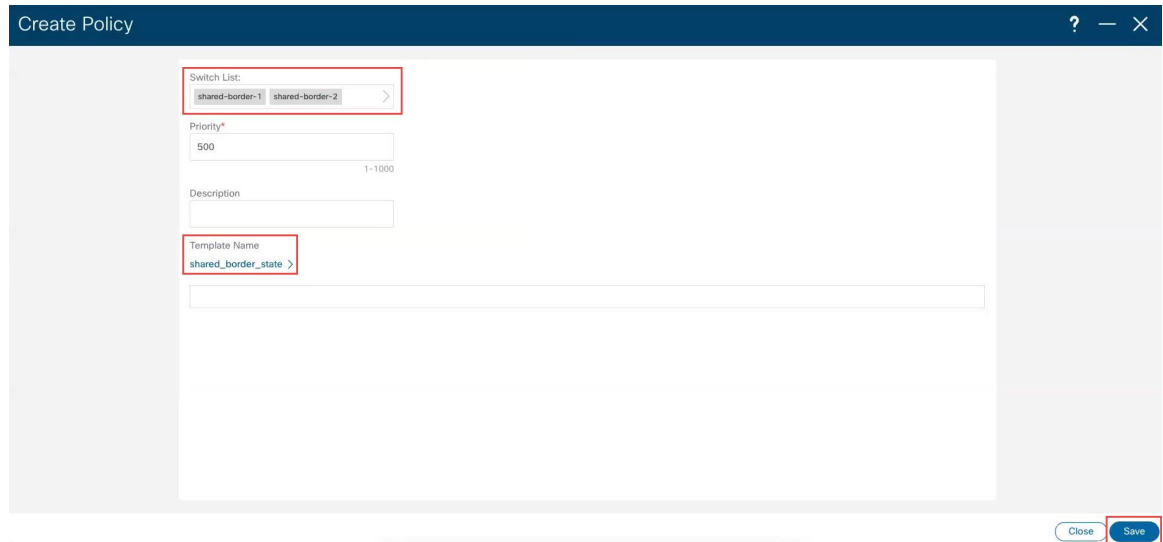 Create Policy
?
Switch List:
shared-border-1 shared-border-2
Priority*
500
1-1000
Description
Template Name
shared_border_state >
Close Save